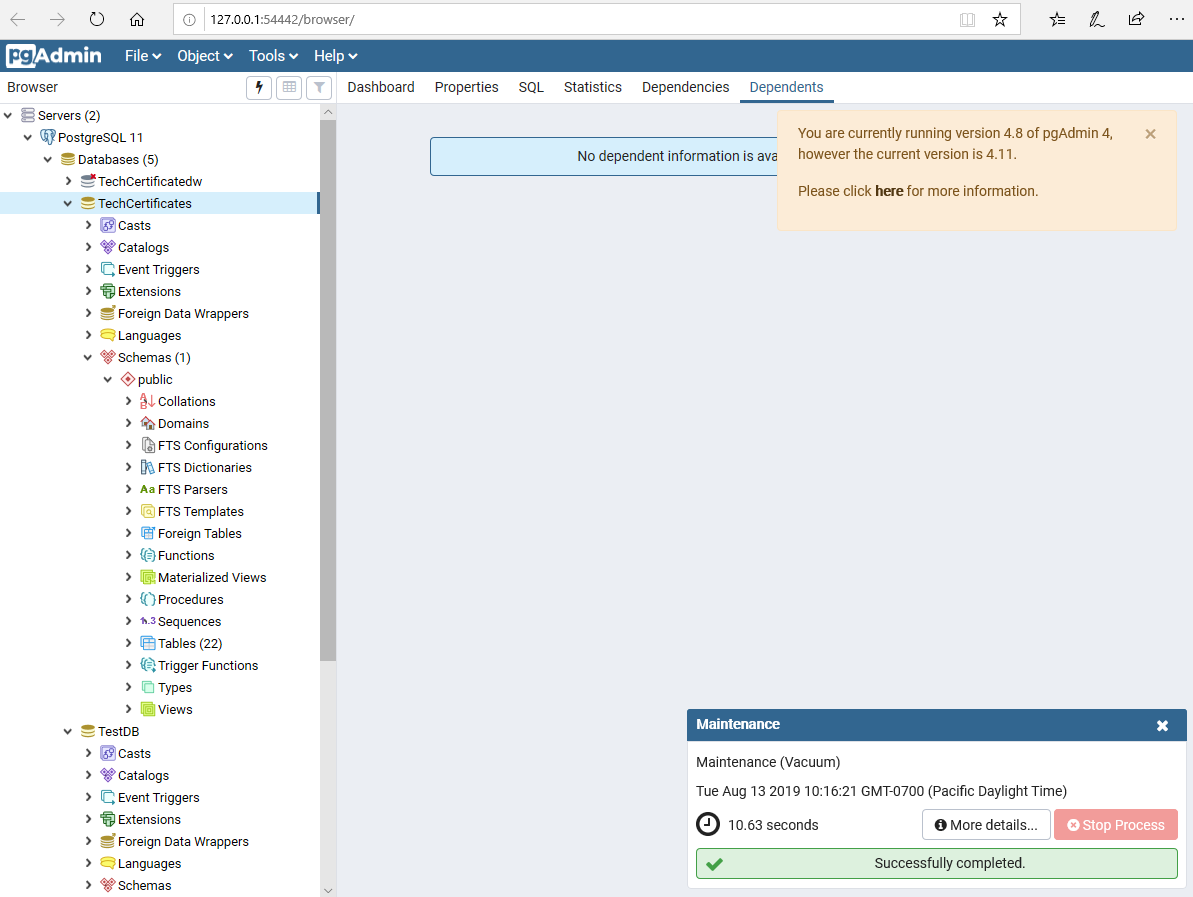 127.0.0.1:54442/browser/
pgAdmin File Object Tools Help
Browser
Dashboard Properties SQL Statistics Dependencies Dependents
Servers (2)
PostgreSQL 11
Databases (5)
TechCertificatedw
TechCertificates
Casts
Catalogs
Event Triggers
Extensions
Foreign Data Wrappers
Languages
Schemas (1)
public
Collations
Domains
FTS Configurations
FTS Dictionaries
Aa FTS Parsers
FTS Templates
Foreign Tables
Functions
Materialized Views
Procedures
Sequences
Tables (22)
Trigger Functions
Types
Views
TestDB
Casts
Catalogs
Event Triggers
Extensions
Foreign Data Wrappers
Languages
Schemas
No dependent information is ava
You are currently running version 4.8 of pgAdmin 4,
however the current version is 4.11.
Please click here for more information.
Maintenance
Maintenance (Vacuum)
Tue Aug 13 2019 10:16:21 GMT-0700 (Pacific Daylight Time)
10.63 seconds
More details...
Stop Process
Successfully completed.